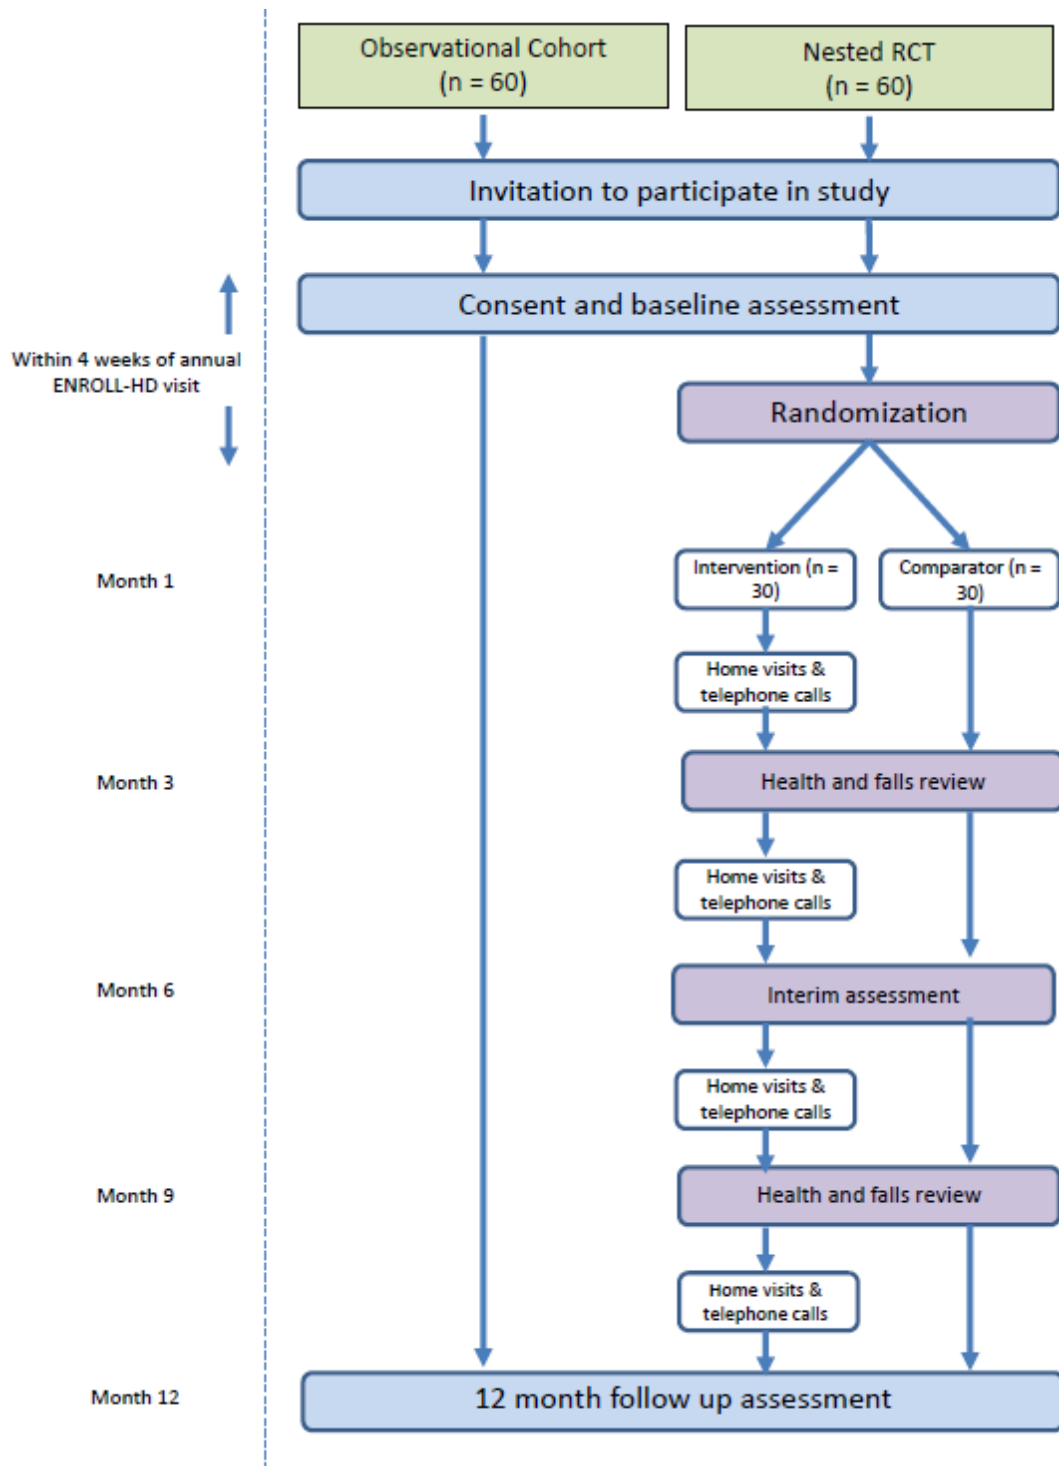 Observational Cohort
(n = 60)
Nested RCT
(n = 60)
Invitation to participate in study
Consent and baseline assessment
Within 4 weeks of annual
ENROLL-HD visit
Randomization
Month 1
Intervention (n =
30)
Comparator (n =
30)
Home visits &
telephone calls
Month 3
Health and falls review
Home visits &
telephone calls
Month 6
Interim assessment
Home visits &
telephone calls
Month 9
Health and falls review
Home visits &
telephone calls
Month 12
12 month follow up assessment